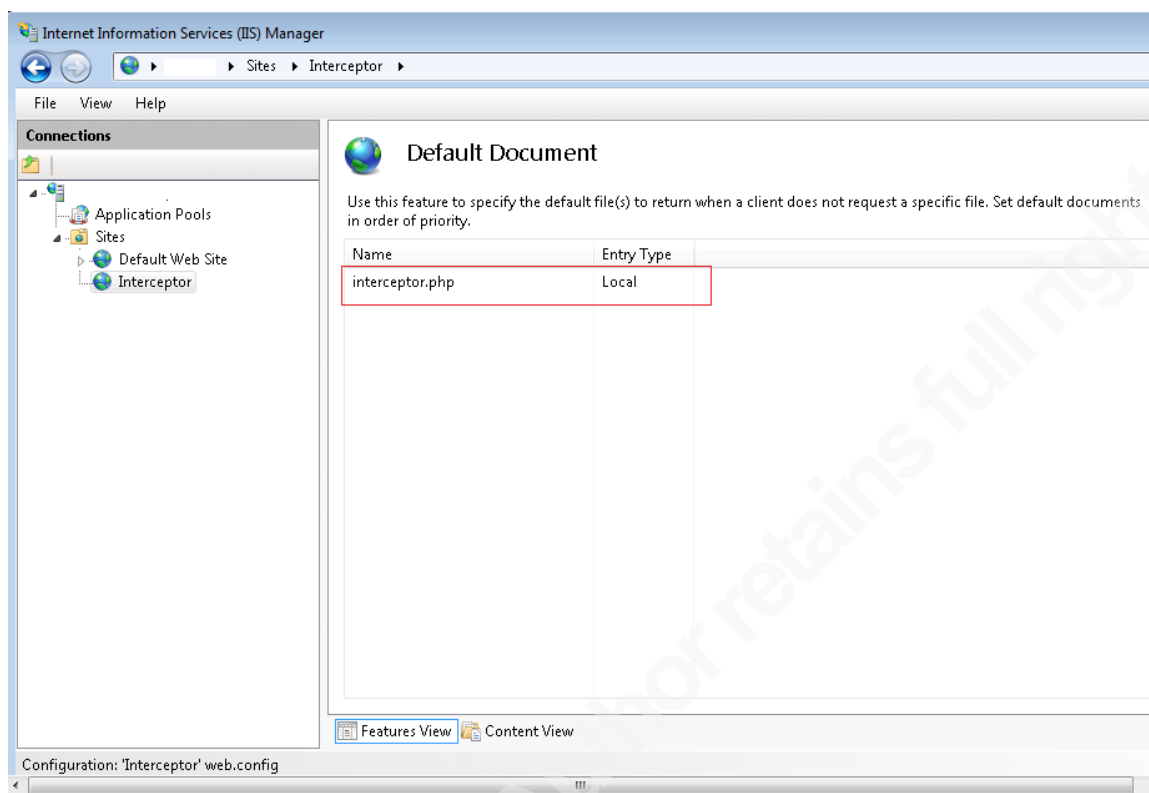 Internet Information Services (IIS) Manager
Sites Interceptor
File View Help
Connections
Application Pools
Sites
Default Web Site
Interceptor
Default Document
Use this feature to specify the default file(s) to return when a client does not request a specific file. Set default documents
in order of priority.
Name Entry Type
interceptor.php Local
Features View Content View
Configuration: 'Interceptor' web.config
retains full